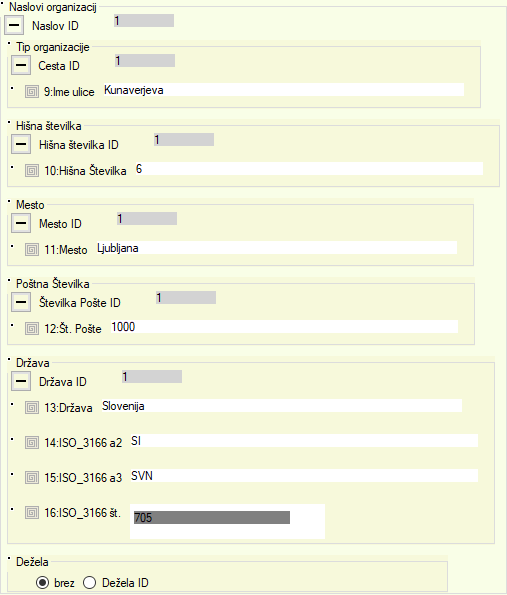 Naslovi organizacij
Naslov ID 1
Tip organizacije
Cesta ID 1
9:Ime ulice Kunaverjeva
Hišna številka
Hišna številka ID 1
10:Hišna Številka 6
Mesto
Mesto ID 1
11:Mesto Ljubljana
Poštna Številka
Številka Pošte ID 1
12:Št. Pošte 1000
Država
Država ID 1
13:Država Slovenija
14:ISO_3166 a2 SI
15:ISO_3166 a3 SVN
16:ISO_3166 št. 705
Dežela
brez Dežela ID